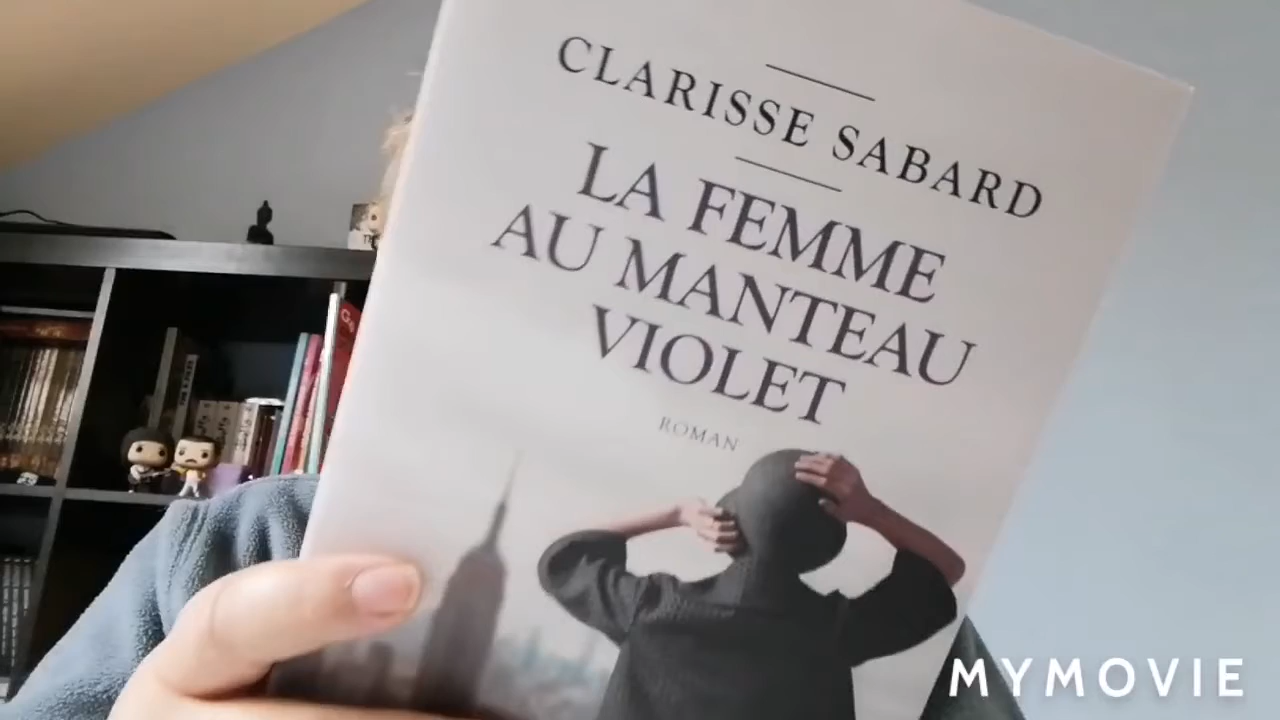 CLARISSE SABARD
LA FEMME
AU MANTEAU
VIOLET
ROMAN
MYMOVIE